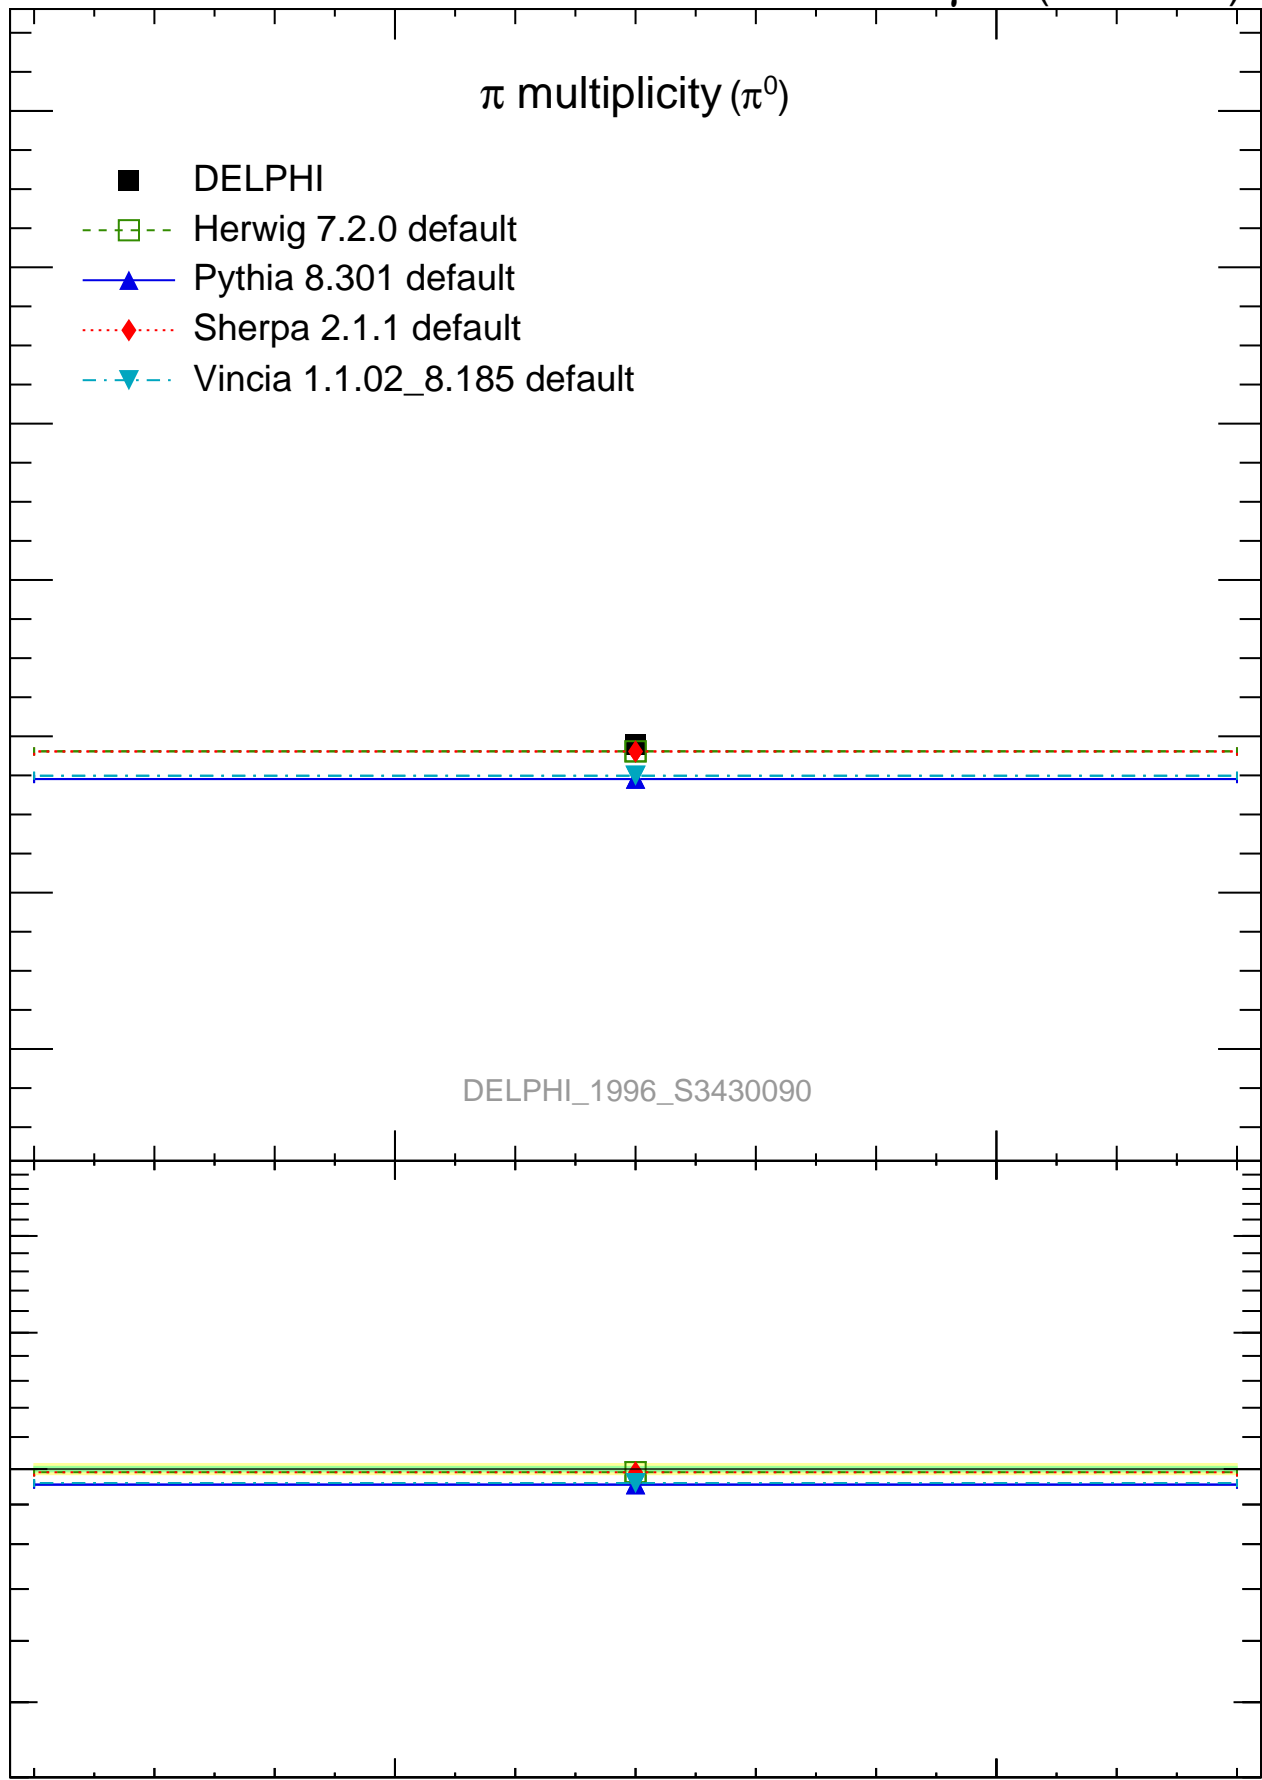 π multiplicity (π⁰)
DELPHI
Herwig 7.2.0 default
Pythia 8.301 default
Sherpa 2.1.1 default
Vincia 1.1.02_8.185 default
DELPHI_1996_S3430090